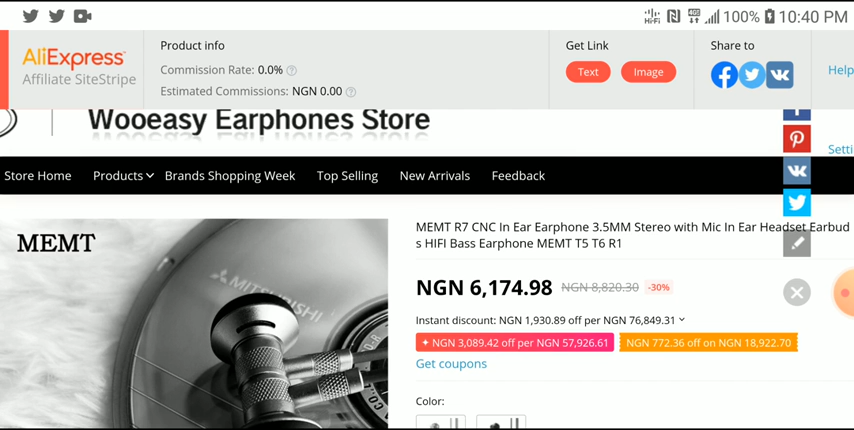 HiFi
4GE
100%
10:40 PM
AliExpress
Affiliate SiteStripe
Product info
Commission Rate: 0.0% ?
Estimated Commissions: NGN 0.00 ?
Get Link
Text
Image
Share to
Help
Wooeasy Earphones Store
Setti
Store Home
Products
Brands Shopping Week
Top Selling
New Arrivals
Feedback
MEMT
MITSUBISHI
MEMT R7 CNC In Ear Earphone 3.5MM Stereo with Mic In Ear Headset Earbud
s HIFI Bass Earphone MEMT T5 T6 R1
NGN 6,174.98 NGN 8,820.30 -30%
Instant discount: NGN 1,930.89 off per NGN 76,849.31
NGN 3,089.42 off per NGN 57,926.61
NGN 772.36 off on NGN 18,922.70
Get coupons
Color: